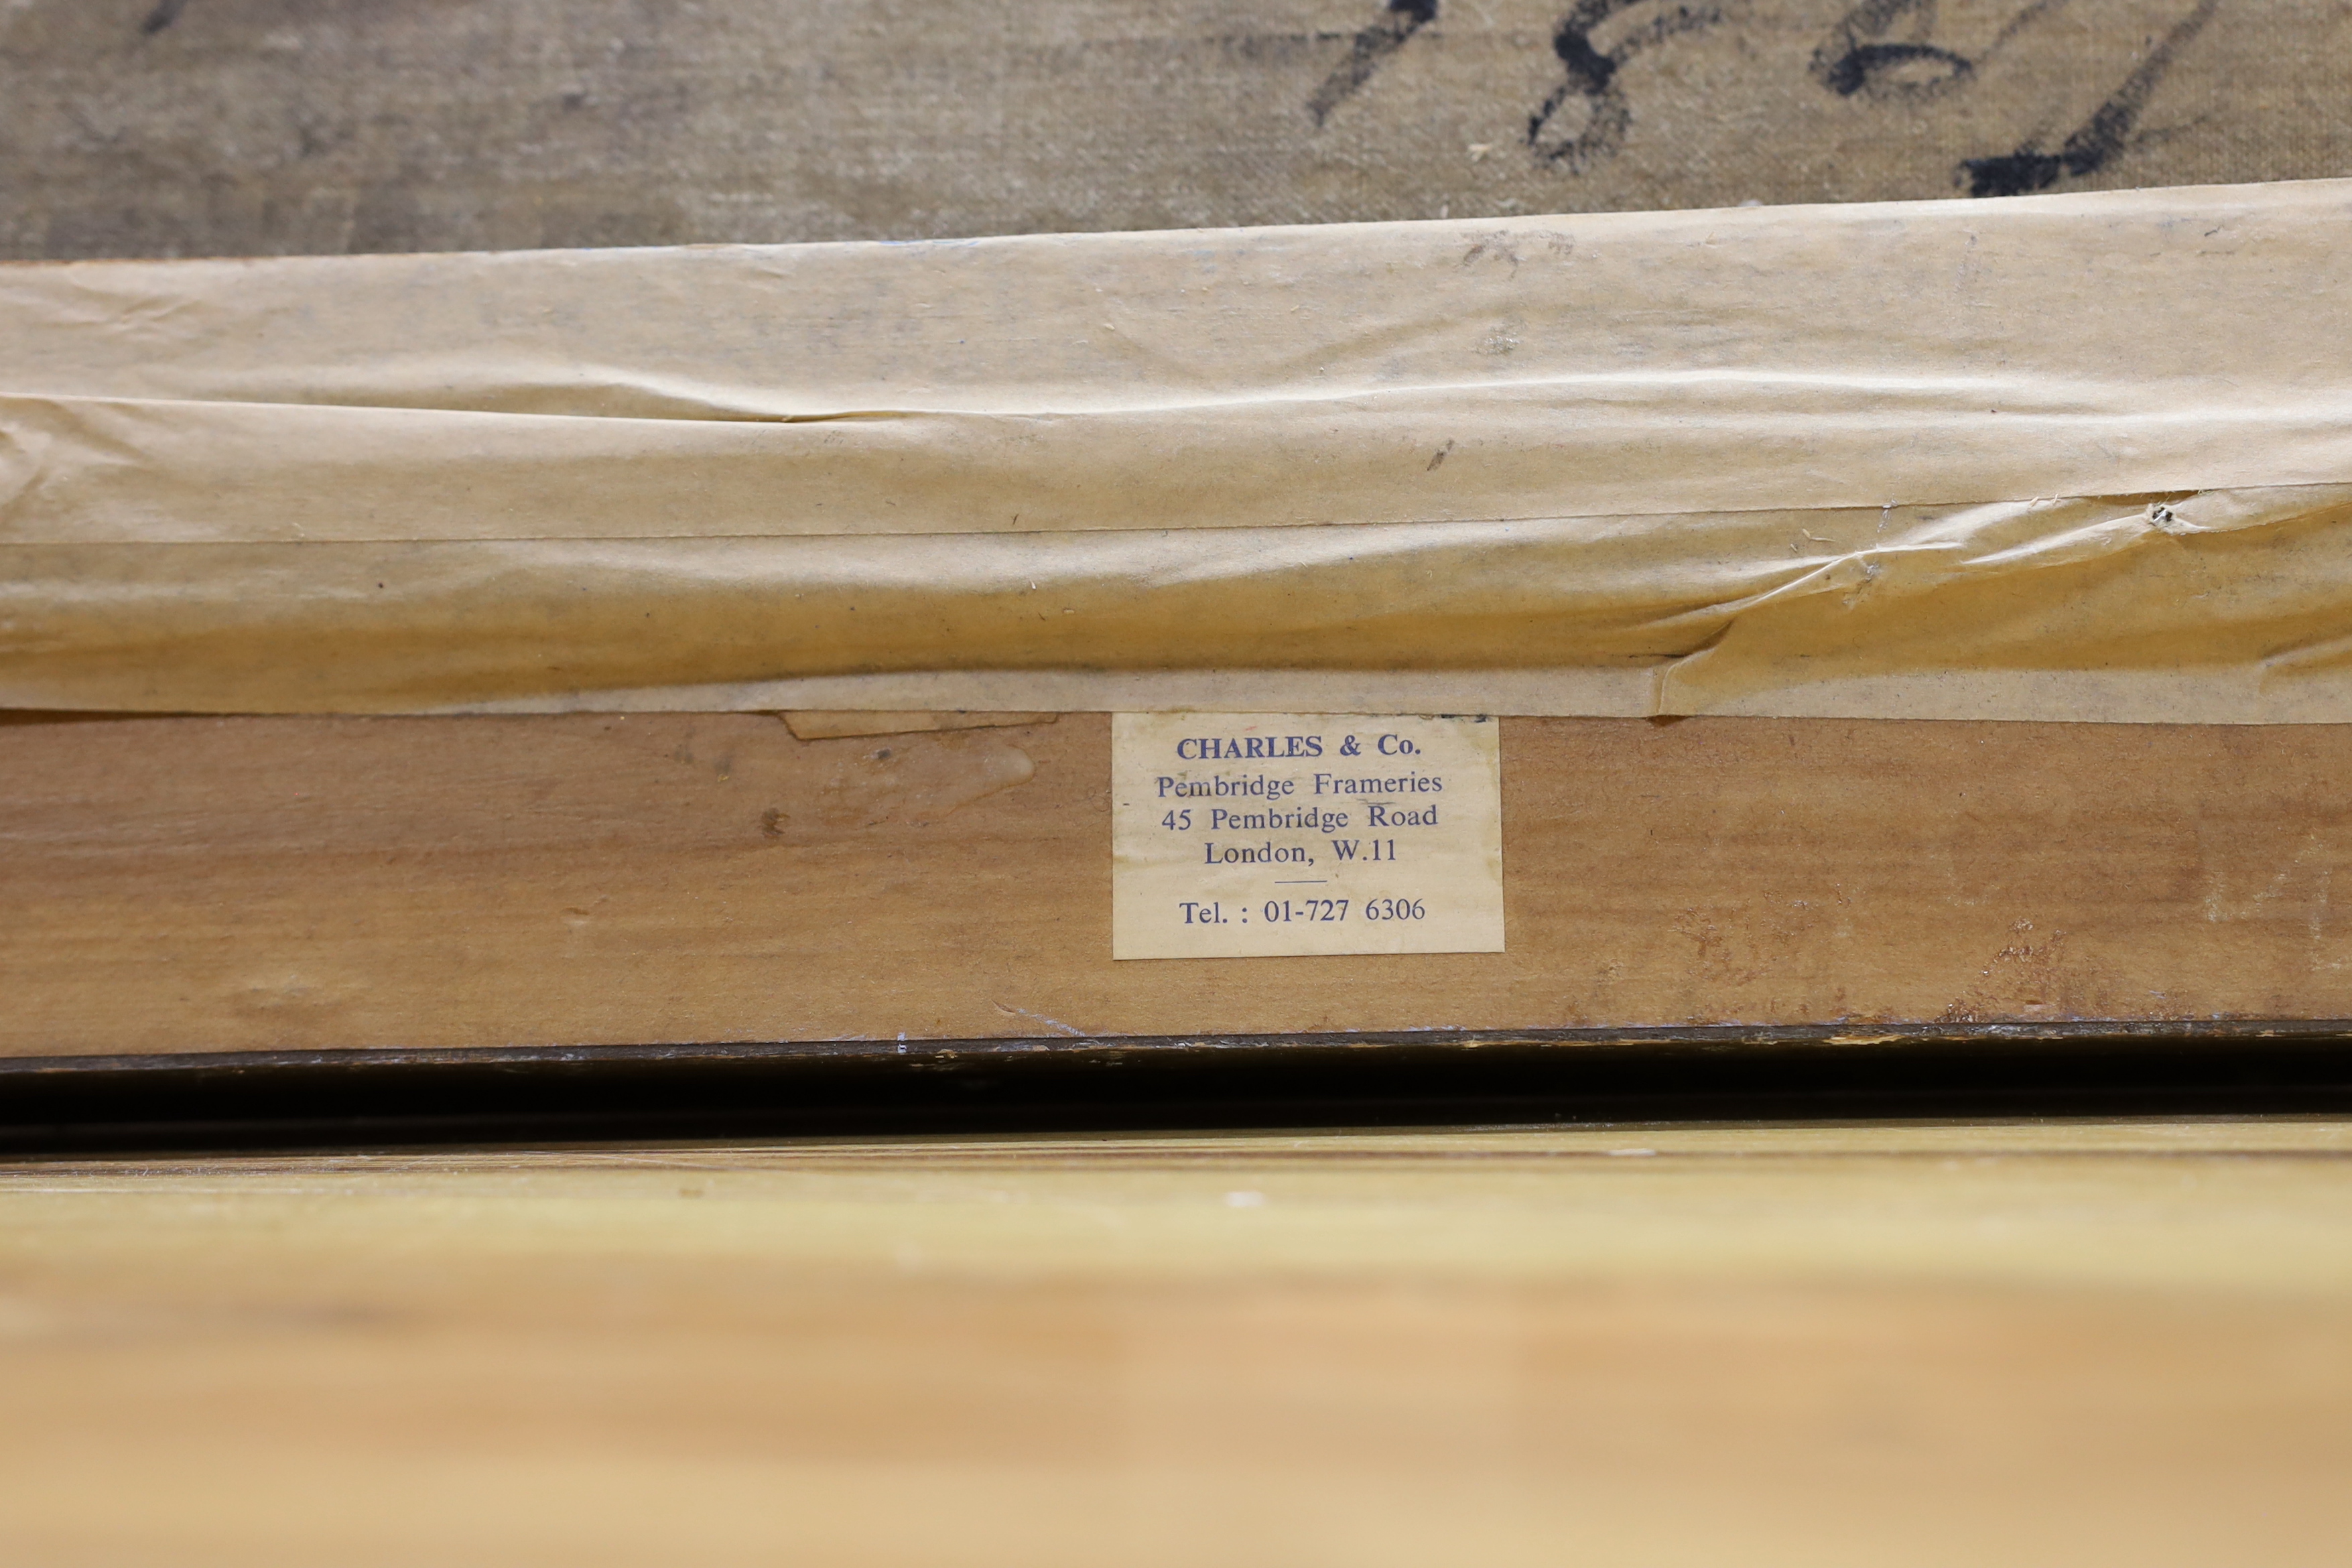 CHARLES & Co.
Pembridge Frameries
45 Pembridge Road
London, W.11
Tel. : 01-727 6306